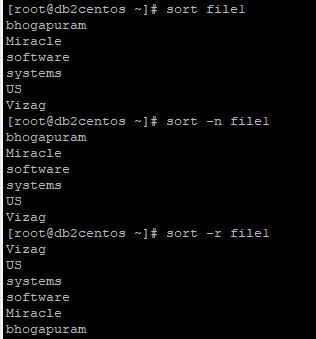 [root@db2centos ~]# sort file1
bhogapuram
Miracle
software
systems
US
Vizag
[root@db2centos ~]# sort -n file1
bhogapuram
Miracle
software
systems
US
Vizag
[root@db2centos ~]# sort -r file1
Vizag
US
systems
software
Miracle
bhogapuram